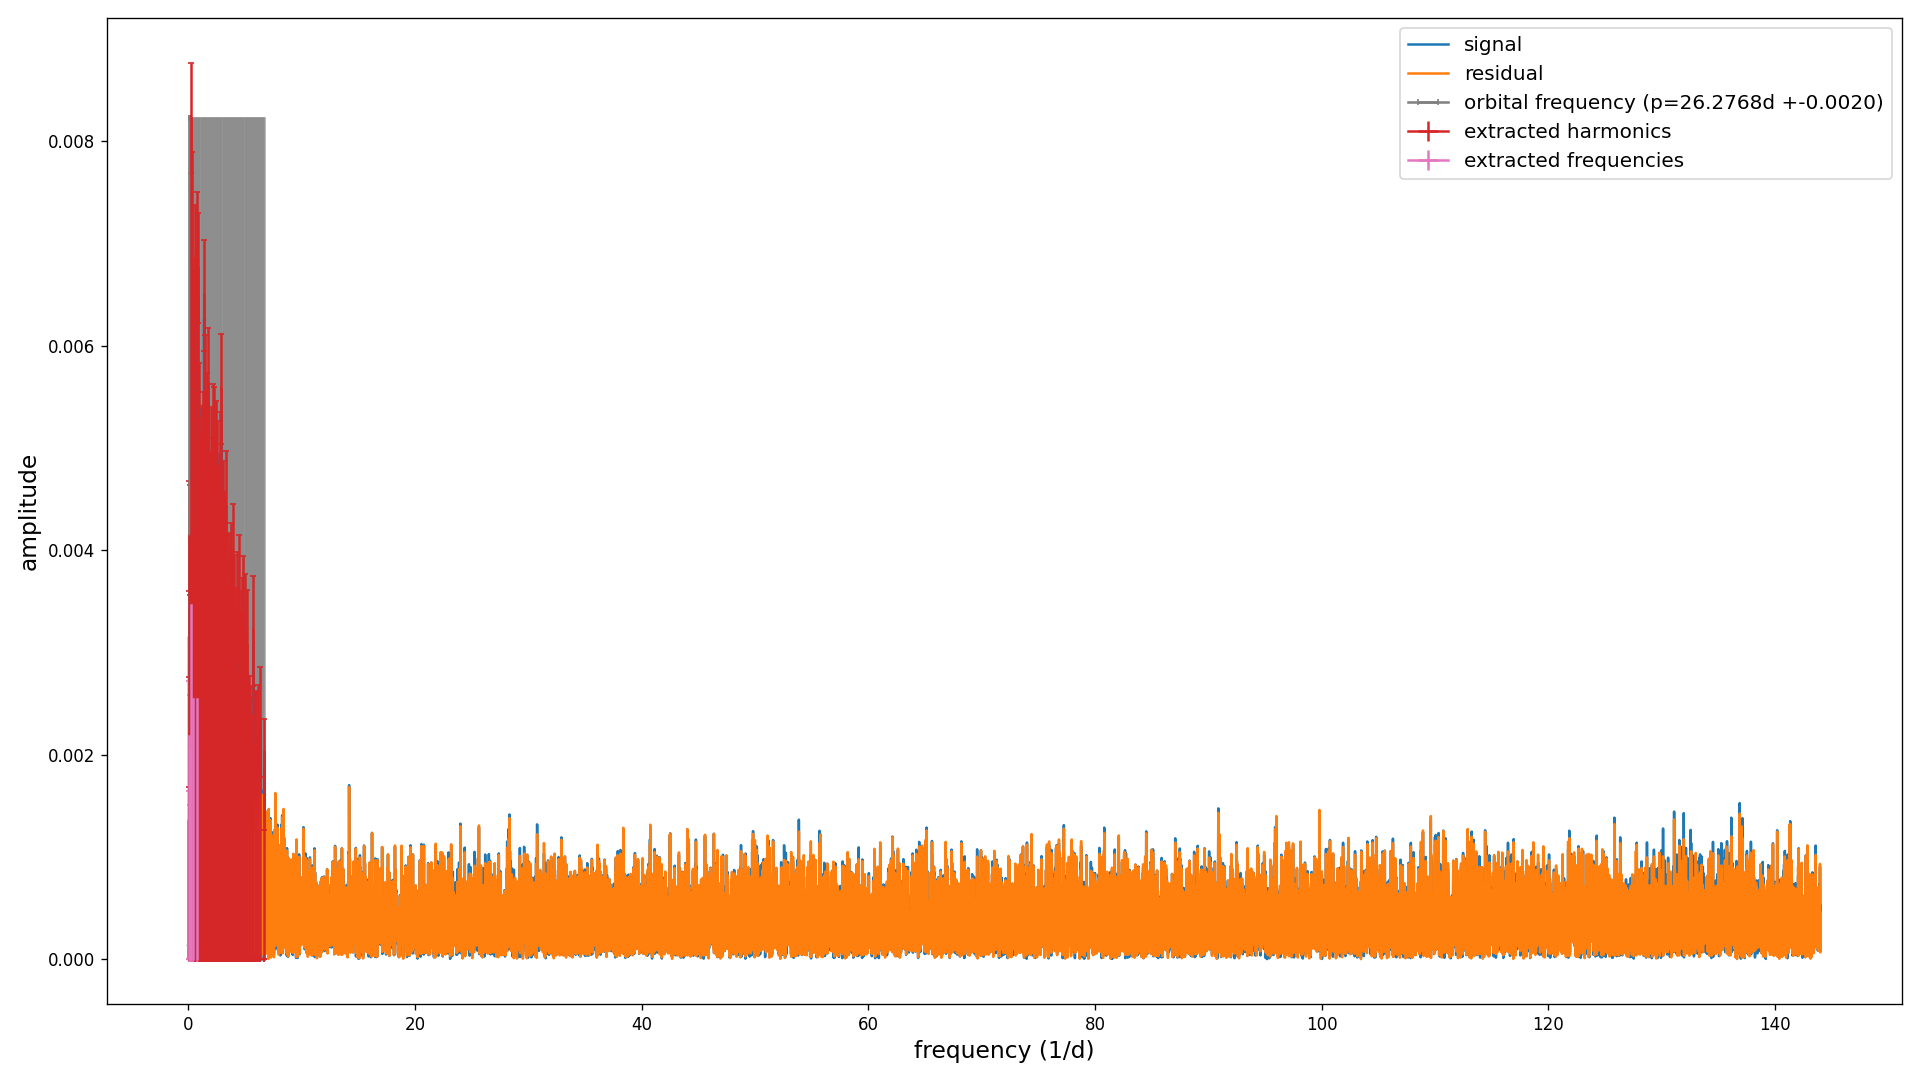 signal
residual
orbital frequency (p=26.2768d +-0.0020)
extracted harmonics
extracted frequencies
amplitude
0.008
0.006
0.004
0.002
0.000
0 20 40 60 80 100 120 140
frequency (1/d)